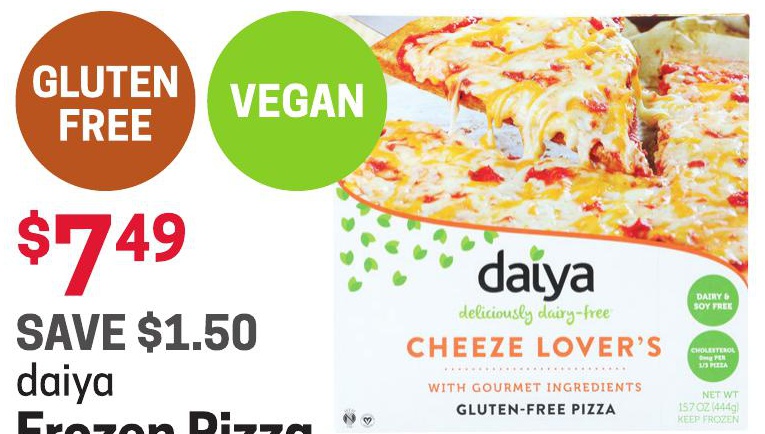 GLUTEN
FREE
VEGAN
$7.49
SAVE $1.50
daiya
Frozen Pizza
daiya
deliciously dairy-free
CHEEZE LOVER'S
WITH GOURMET INGREDIENTS
GLUTEN-FREE PIZZA
DAIRY &
SOY FREE
CHOLESTEROL
0mg PER
1/3 PIZZA
NET WT
15.7 OZ (444g)
KEEP FROZEN